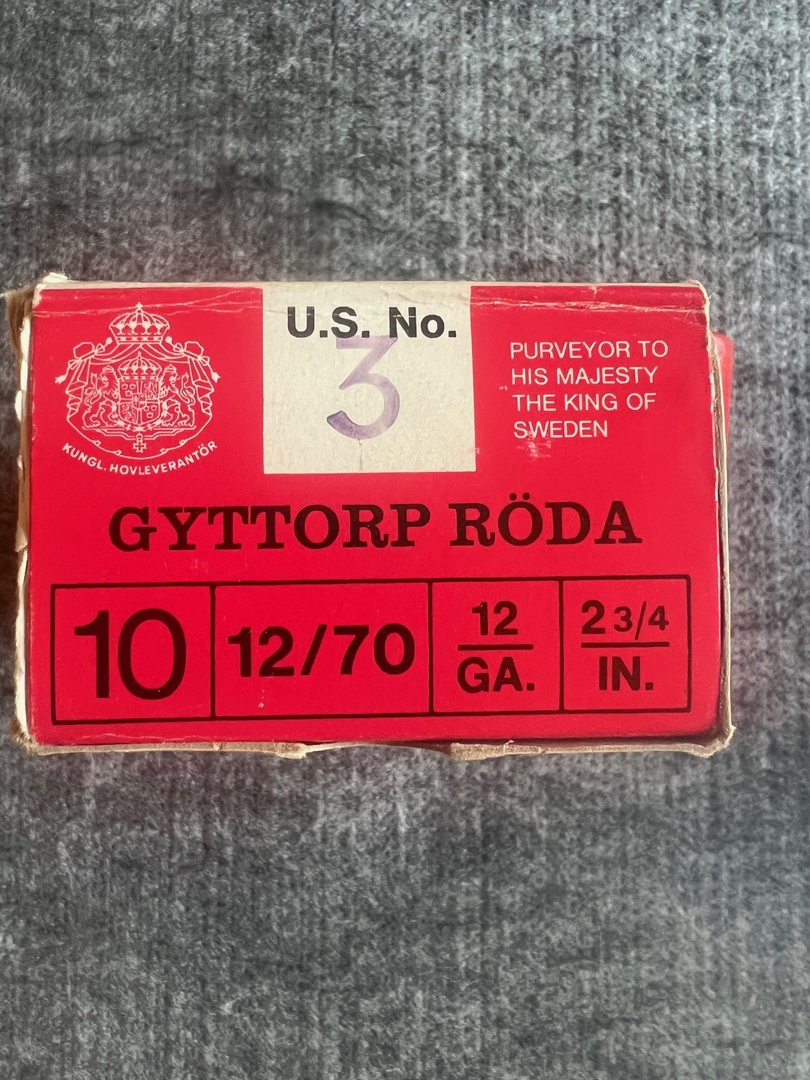 U.S. No.
3
KUNGL. HOVLEVERANTÖR
PURVEYOR TO
HIS MAJESTY
THE KING OF
SWEDEN
GYTTORP RÖDA
10
12/70
12
GA.
2 3/4
IN.